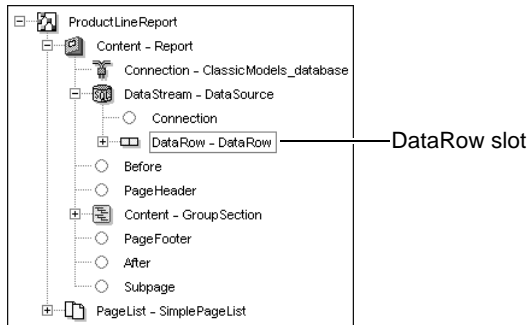 ProductLineReport
Content - Report
Connection - ClassicModels_database
DataStream - DataSource
Connection
DataRow - DataRow
DataRow slot
Before
PageHeader
Content - GroupSection
PageFooter
After
Subpage
PageList - SimplePageList